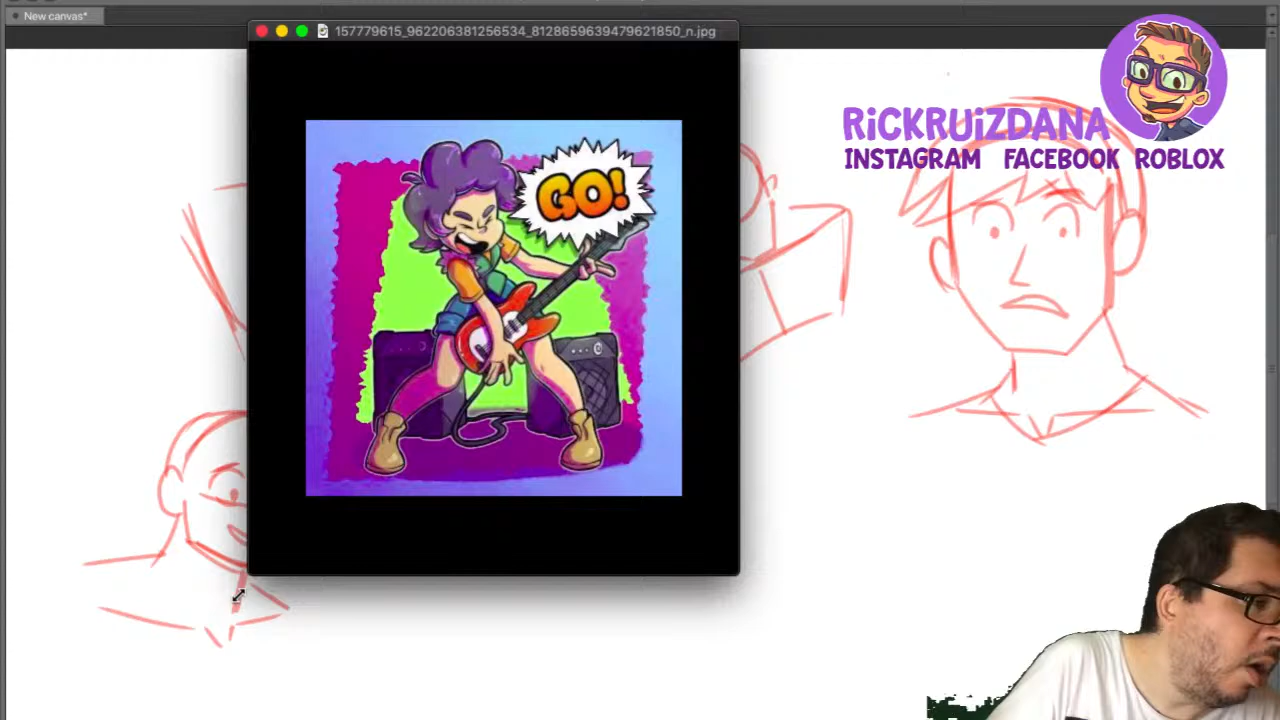 New canvas*
157779615_962206381256534_8128659639479621850_n.jpg
GO!
RiCKRUiZDANA
INSTAGRAM FACEBOOK ROBLOX